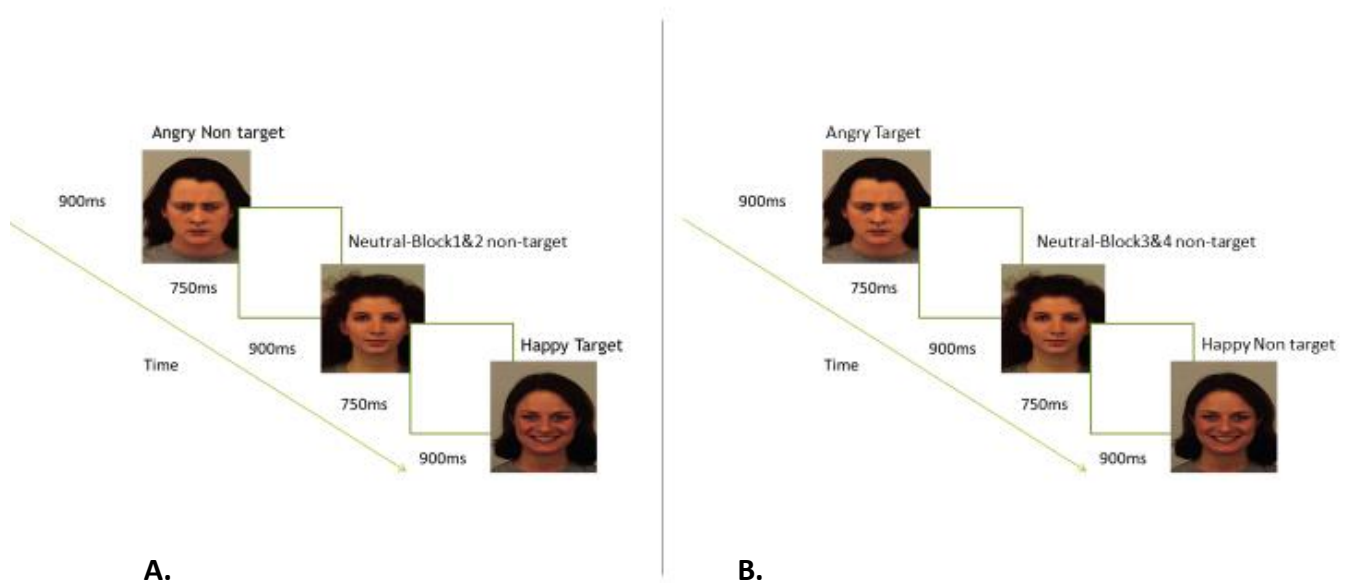 Angry Non target
900ms
Neutral-Block1&2 non-target
750ms
Happy Target
900ms
Time
750ms
900ms
A.
Angry Target
900ms
Neutral-Block3&4 non-target
750ms
Happy Non target
900ms
Time
750ms
900ms
B.